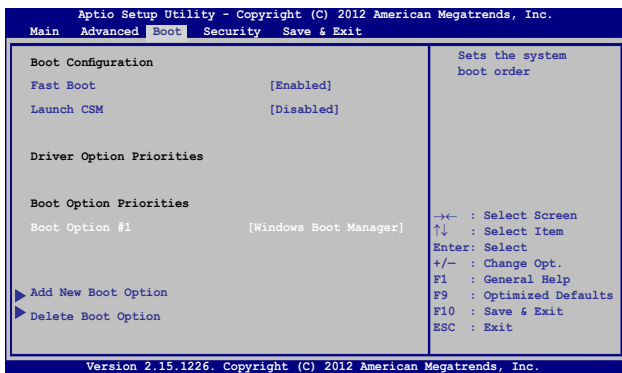 Aptio Setup Utility - Copyright (C) 2012 American Megatrends, Inc.
Main Advanced Boot Security Save & Exit
Boot Configuration
Fast Boot [Enabled]
Launch CSM [Disabled]
Driver Option Priorities
Boot Option Priorities
Boot Option #1 [Windows Boot Manager]
Add New Boot Option
Delete Boot Option
Sets the system
boot order
→← : Select Screen
↑↓ : Select Item
Enter: Select
+/— : Change Opt.
F1 : General Help
F9 : Optimized Defaults
F10 : Save & Exit
ESC : Exit
Version 2.15.1226. Copyright (C) 2012 American Megatrends, Inc.